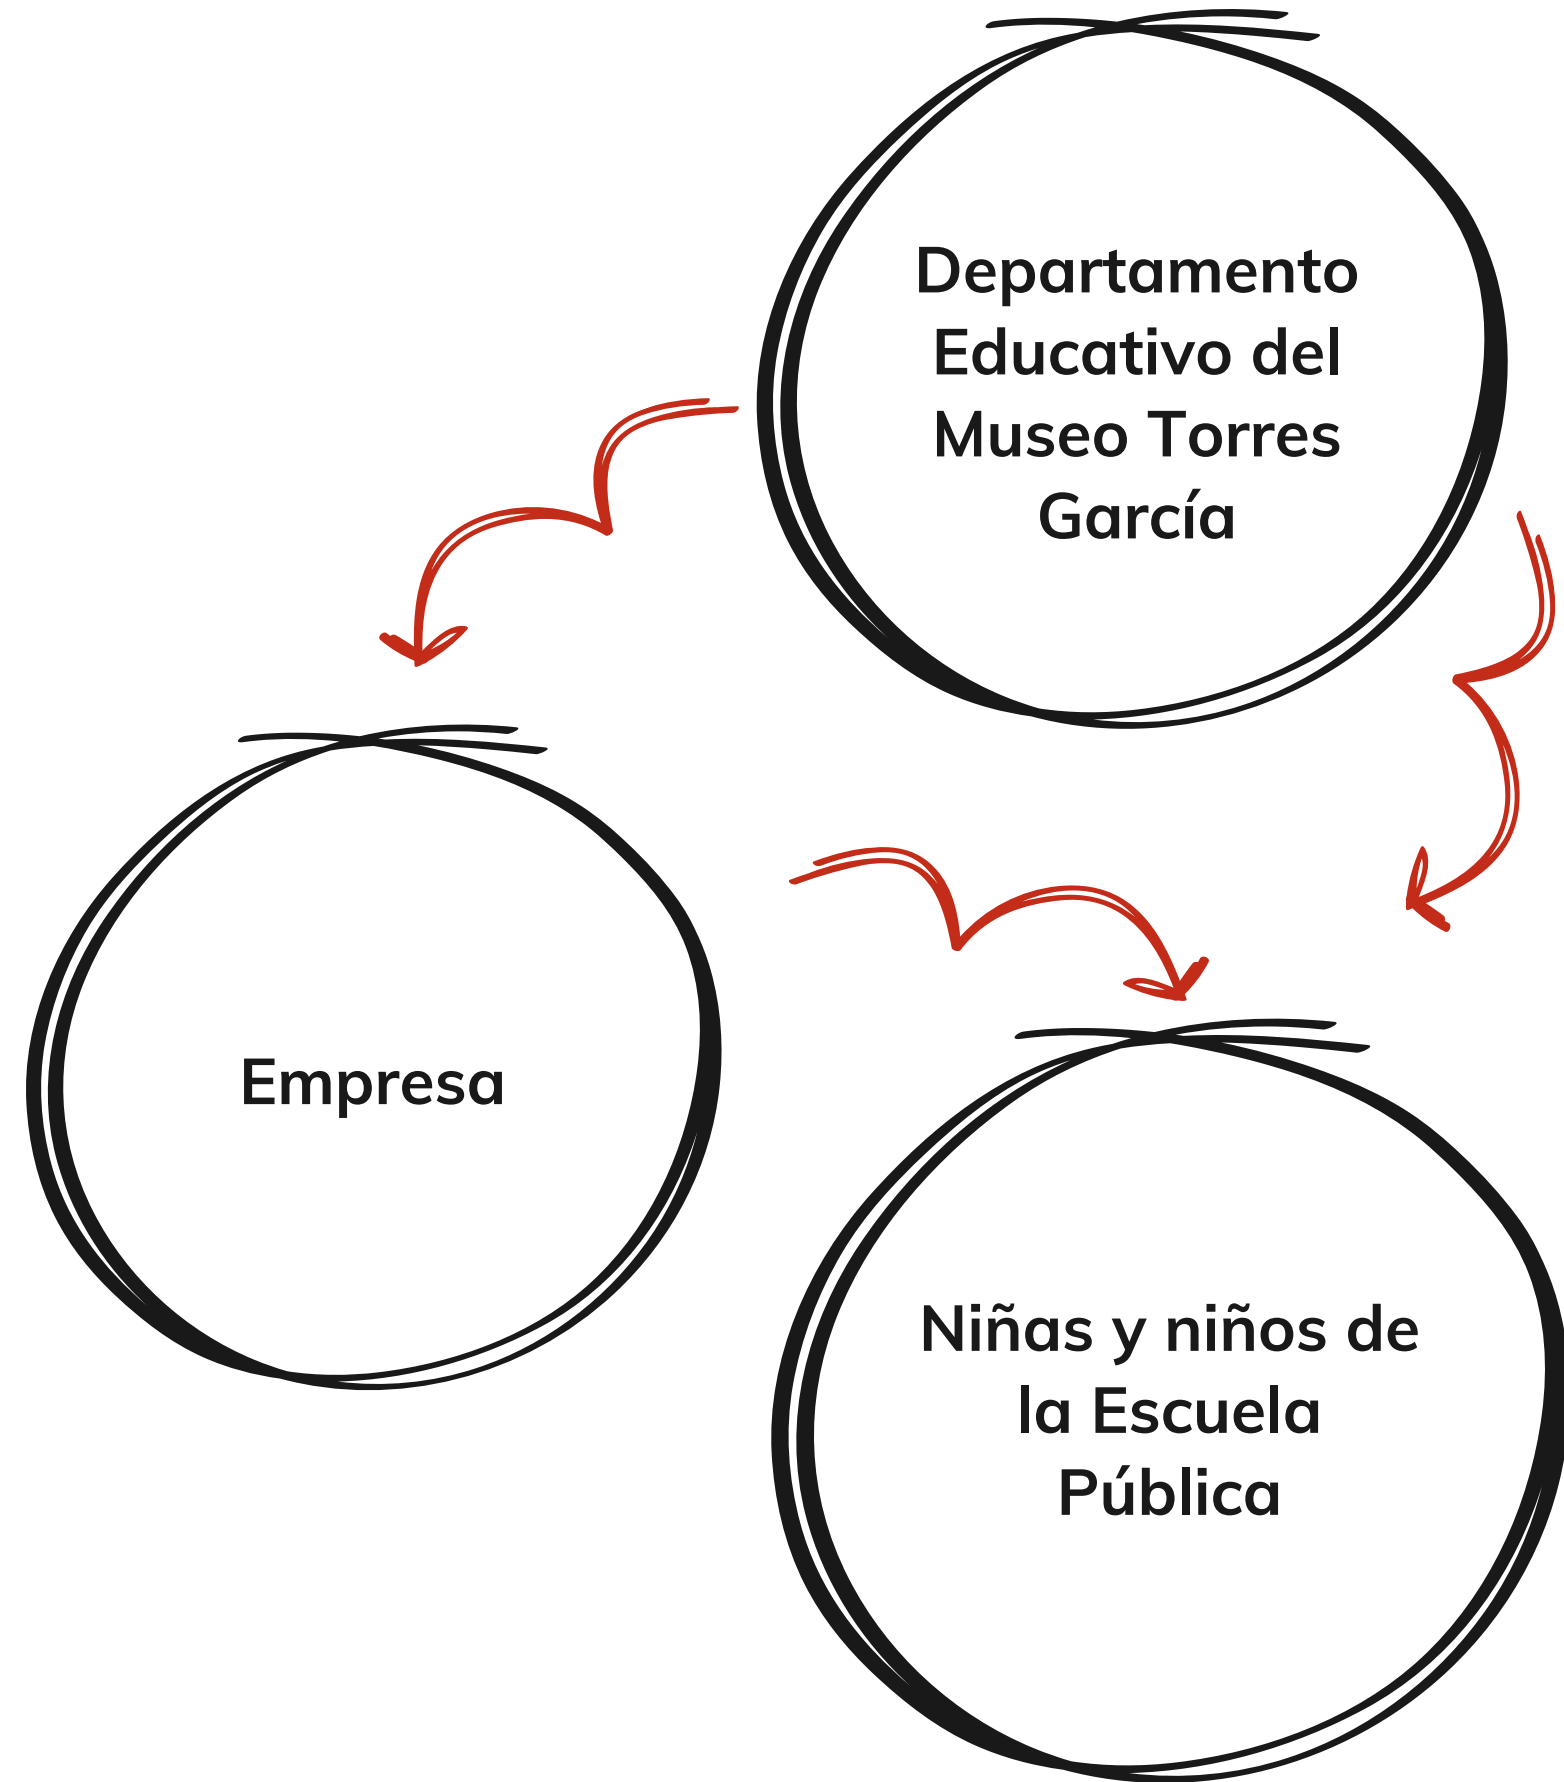 Departamento
Educativo del
Museo Torres
García
Empresa
Niñas y niños de
la Escuela
Pública